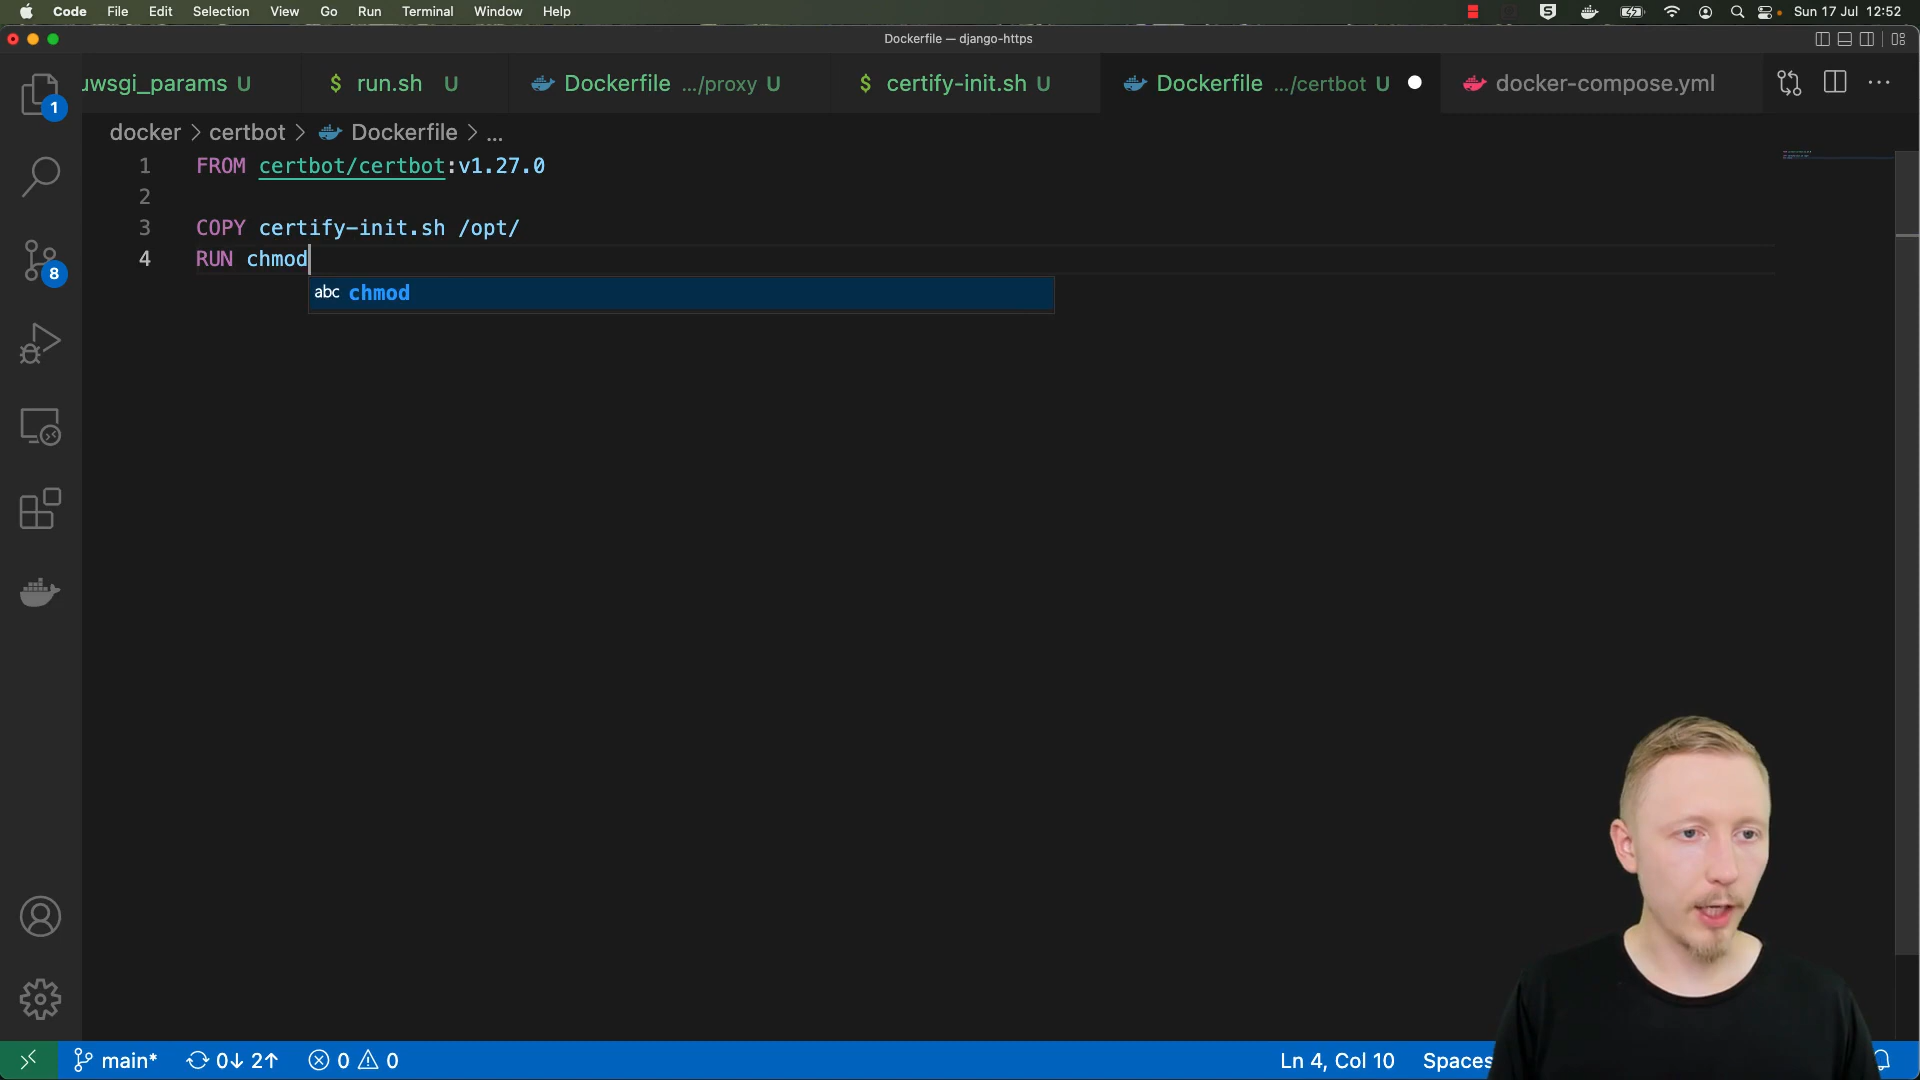 Code File Edit Selection View Go Run Terminal Window Help Sun 17 Jul 12:52
Dockerfile — django-https
uwsgi_params U $ run.sh U Dockerfile .../proxy U $ certify-init.sh U Dockerfile .../certbot U docker-compose.yml
1
docker > certbot > Dockerfile > ...
1 FROM certbot/certbot:v1.27.0
2
3 COPY certify-init.sh /opt/
4 RUN chmod
8
abc chmod
main* 0↓ 2↑ 0 0 Ln 4, Col 10 Spaces